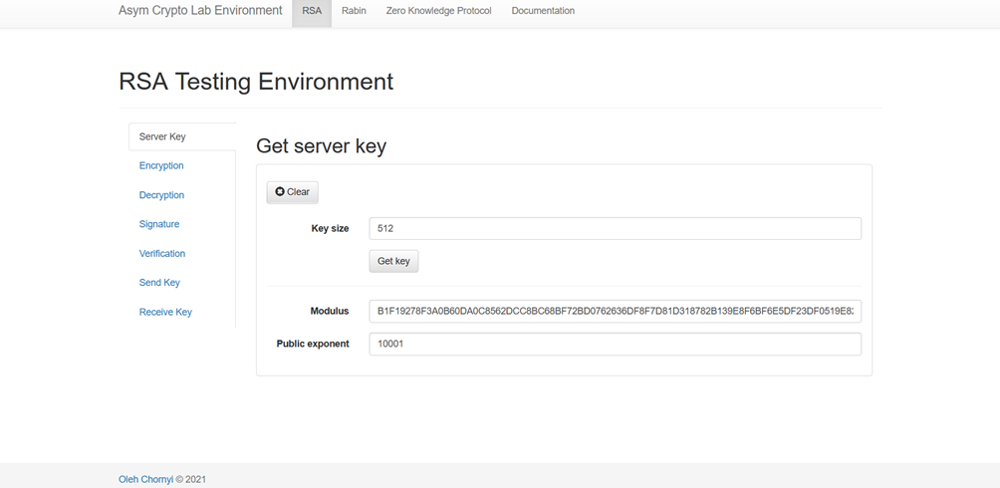 Asym Crypto Lab Environment RSA Rabin Zero Knowledge Protocol Documentation
RSA Testing Environment
Server Key
Encryption
Decryption
Signature
Verification
Send Key
Receive Key
Get server key
Clear
Key size 512
Get key
Modulus B1F19278F3A0B60DA0C8562DCC8BC68BF72BD0762636DF8F7D81D318782B139E8F6BF6E5DF23DF0519E82
Public exponent 10001
Oleh Chornyi © 2021